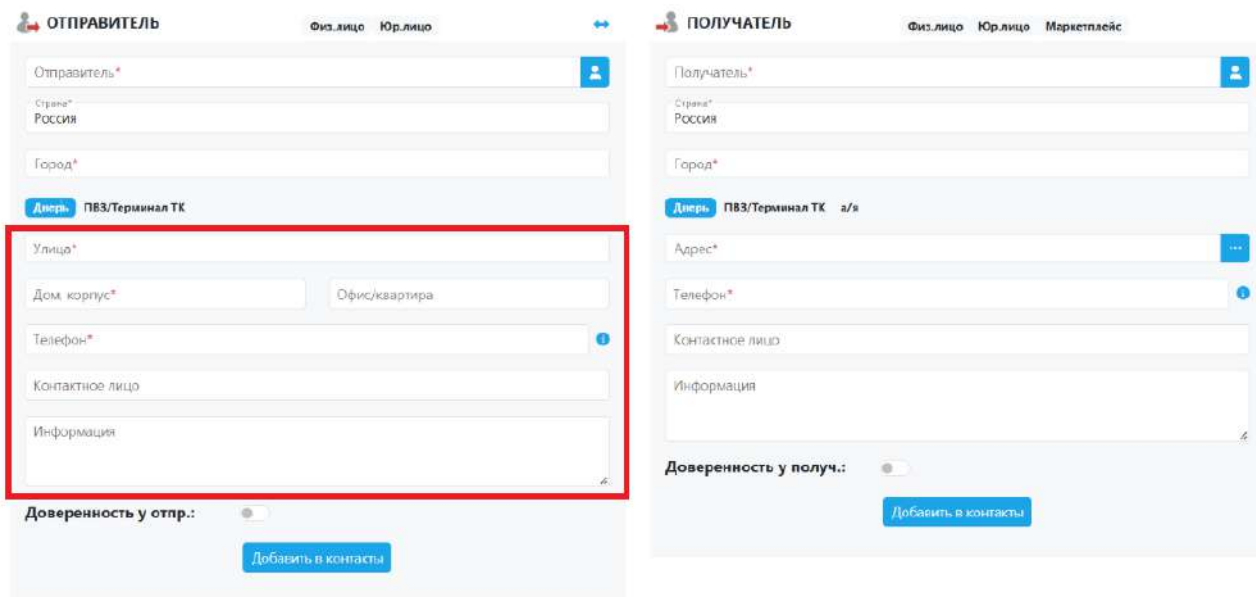 ОТПРАВИТЕЛЬ
Физ.лицо Юр.лицо
Отправитель*
Страна*
Россия
Город*
Дверь ПВЗ/Терминал ТК
Улица*
Дом, корпус* Офис/квартира
Телефон*
Контактное лицо
Информация
Доверенность у отпр.:
Добавить в контакты
ПОЛУЧАТЕЛЬ
Физ.лицо Юр.лицо Маркетплейс
Получатель*
Страна*
Россия
Город*
Дверь ПВЗ/Терминал ТК а/я
Адрес*
Телефон*
Контактное лицо
Информация
Доверенность у получ.:
Добавить в контакты